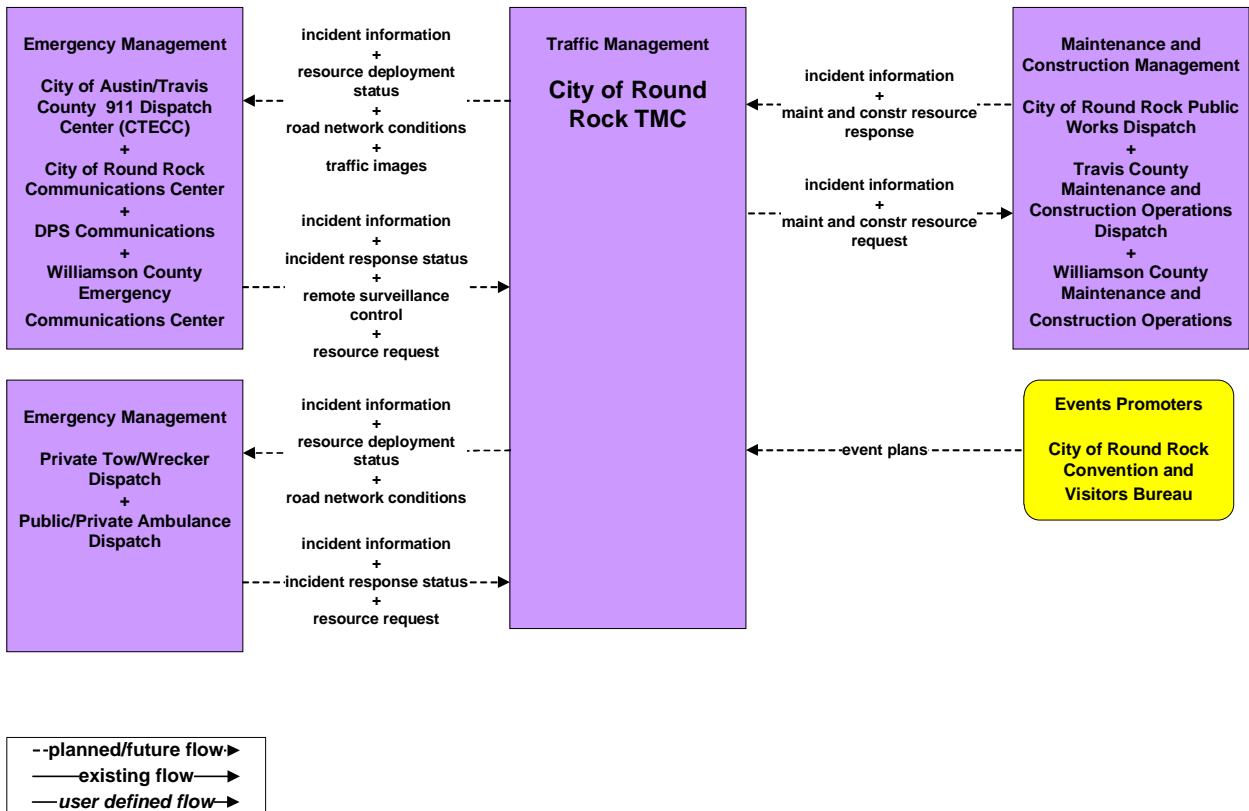 Emergency Management
City of Austin/Travis
County 911 Dispatch
Center (CTECC)
+
City of Round Rock
Communications Center
+
DPS Communications
+
Williamson County
Emergency
Communications Center
incident information
+
resource deployment
status
+
road network conditions
+
traffic images
incident information
+
incident response status
+
remote surveillance
control
+
resource request
Traffic Management
City of Round
Rock TMC
incident information
+
maint and constr resource
response
incident information
+
maint and constr resource
request
Maintenance and
Construction Management
City of Round Rock Public
Works Dispatch
+
Travis County
Maintenance and
Construction Operations
Dispatch
+
Williamson County
Maintenance and
Construction Operations
Emergency Management
Private Tow/Wrecker
Dispatch
+
Public/Private Ambulance
Dispatch
incident information
+
resource deployment
status
+
road network conditions
incident information
+
incident response status
+
resource request
event plans
Events Promoters
City of Round Rock
Convention and
Visitors Bureau
planned/future flow
existing flow
user defined flow